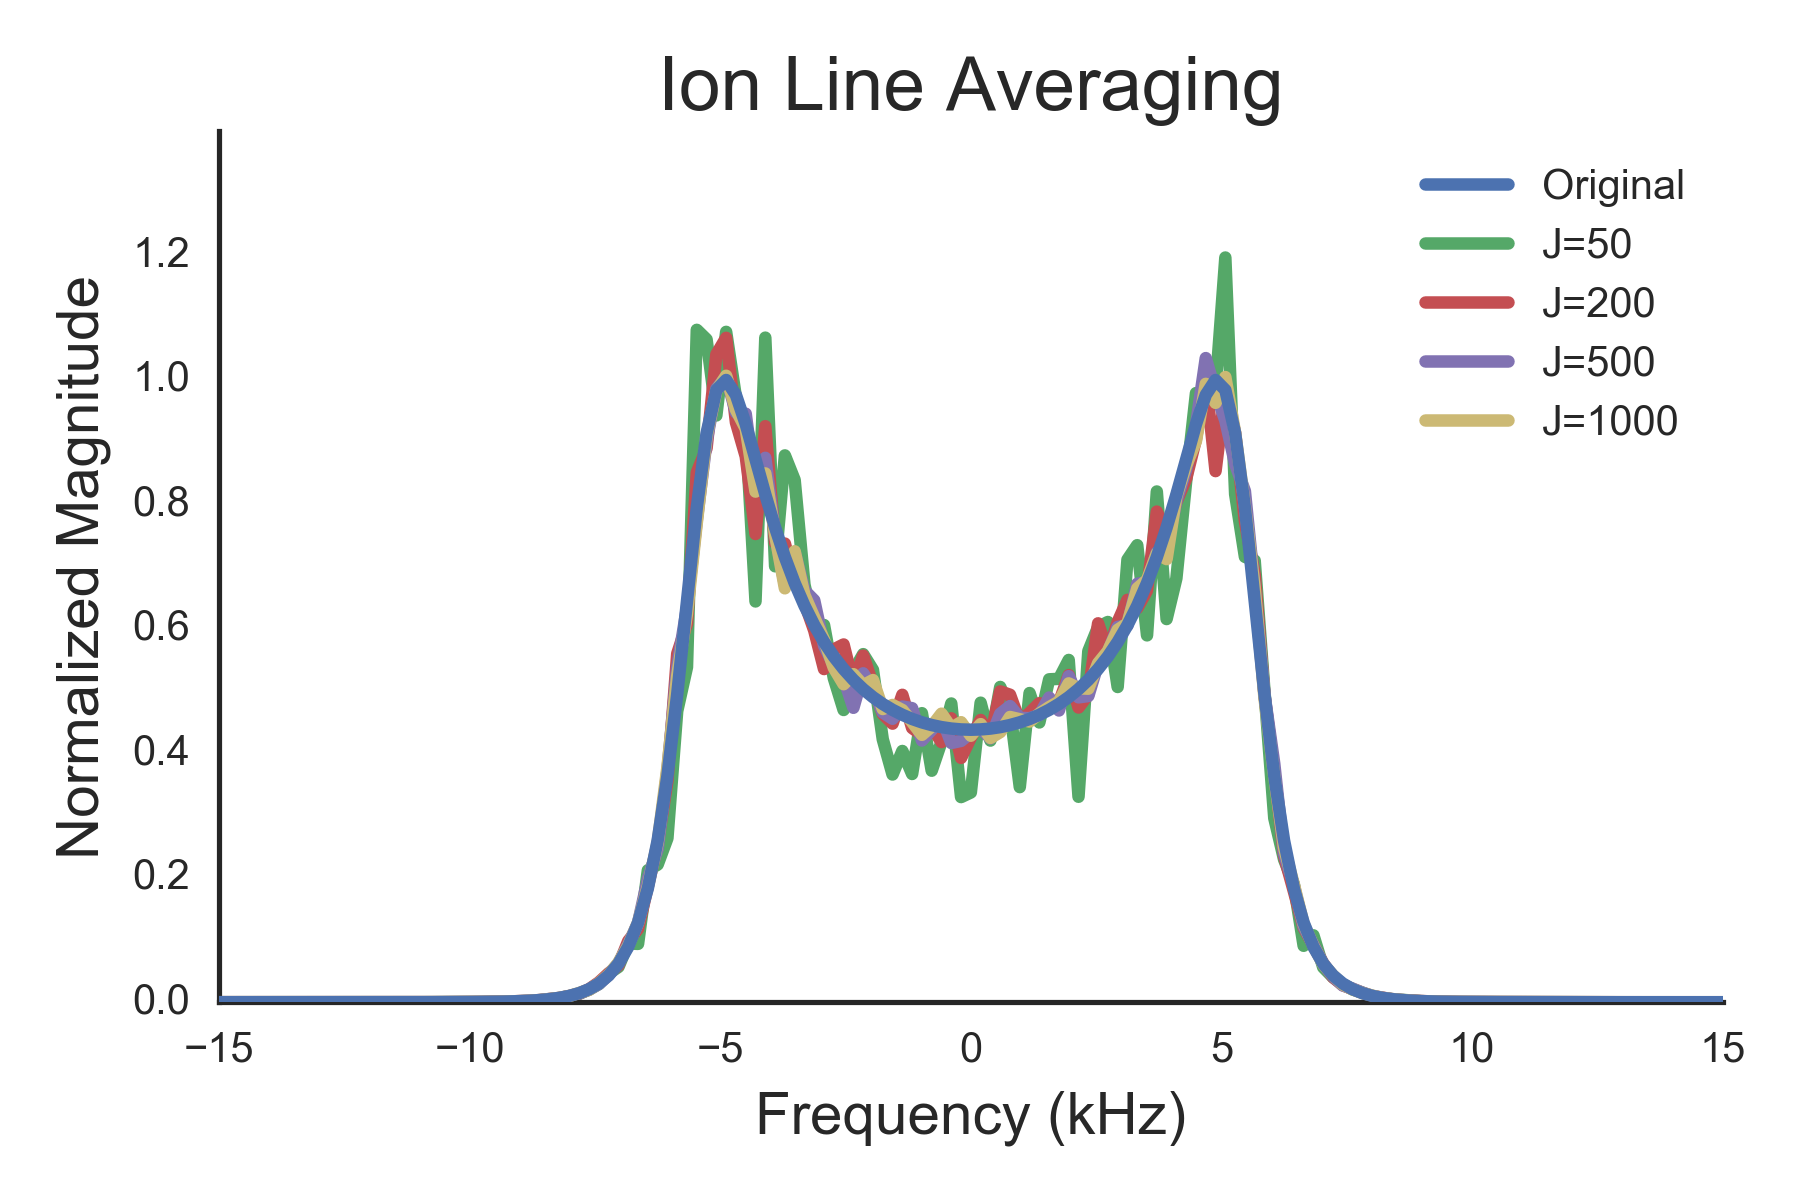 Ion Line Averaging
Original
J=50
J=200
J=500
J=1000
Normalized Magnitude
1.2
1.0
0.8
0.6
0.4
0.2
0.0
−15 −10 −5 0 5 10 15
Frequency (kHz)